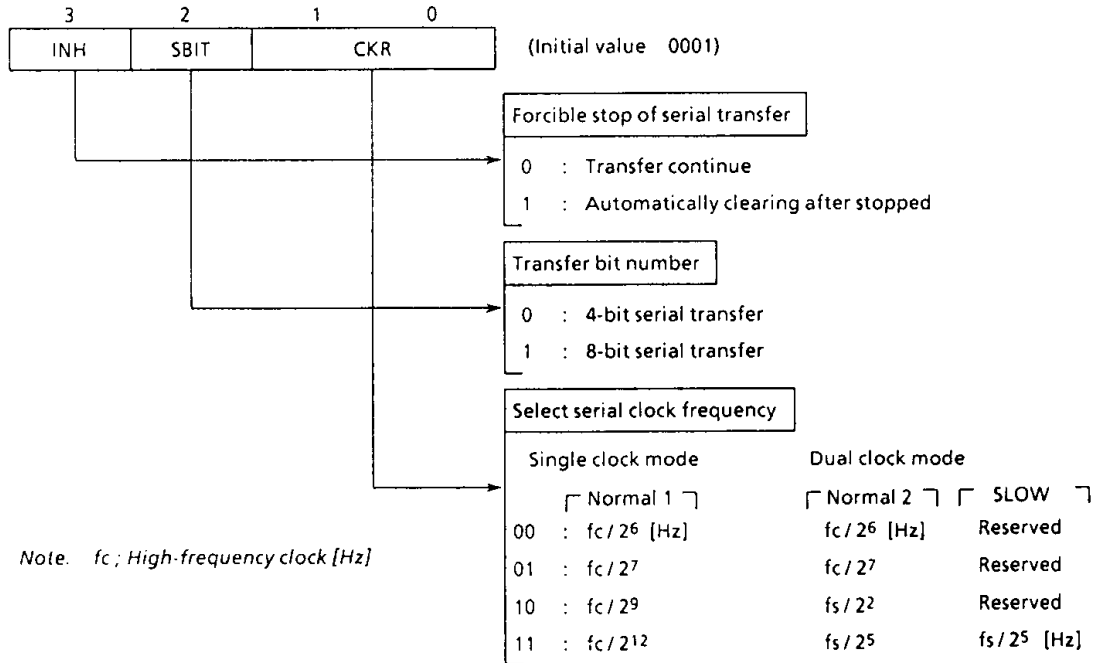 3 2 1 0
INH SBIT CKR (Initial value 0001)
Forcible stop of serial transfer
0 : Transfer continue
1 : Automatically clearing after stopped
Transfer bit number
0 : 4-bit serial transfer
1 : 8-bit serial transfer
Select serial clock frequency
Single clock mode Dual clock mode
Normal 1 Normal 2 SLOW
00 : fc/2⁶ [Hz] fc/2⁶ [Hz] Reserved
01 : fc/2⁷ fc/2⁷ Reserved
10 : fc/2⁹ fs/2² Reserved
11 : fc/2¹² fs/2⁵ fs/2⁵ [Hz]
Note. fc ; High-frequency clock [Hz]